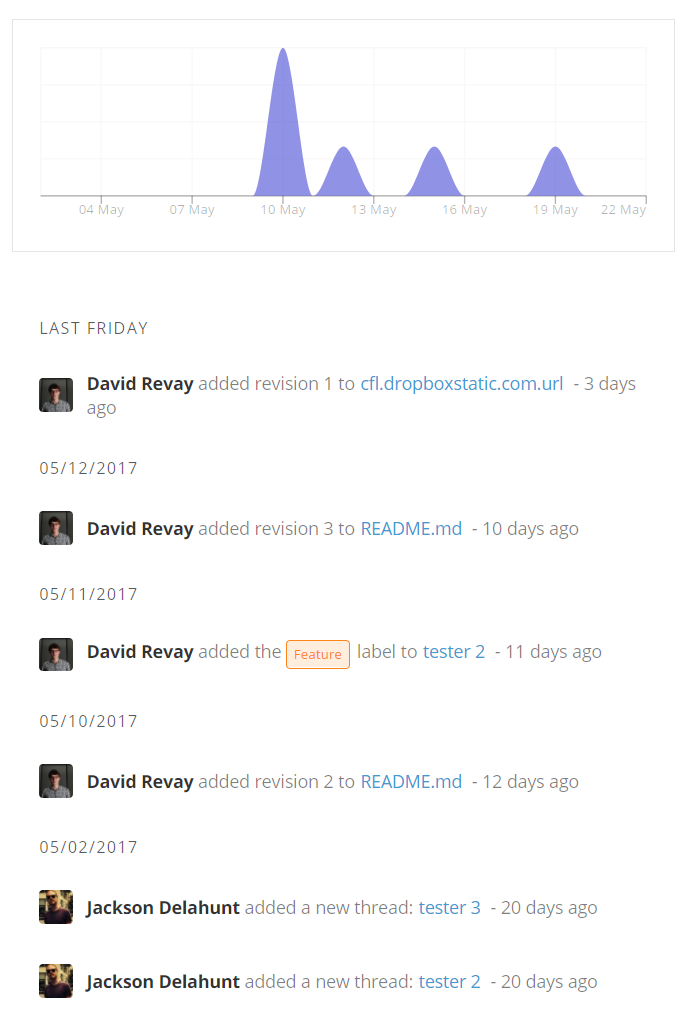 04 May 07 May 10 May 13 May 16 May 19 May 22 May
LAST FRIDAY
David Revay added revision 1 to cfl.dropboxstatic.com.url - 3 days
ago
05/12/2017
David Revay added revision 3 to README.md - 10 days ago
05/11/2017
David Revay added the Feature label to tester 2 - 11 days ago
05/10/2017
David Revay added revision 2 to README.md - 12 days ago
05/02/2017
Jackson Delahunt added a new thread: tester 3 - 20 days ago
Jackson Delahunt added a new thread: tester 2 - 20 days ago